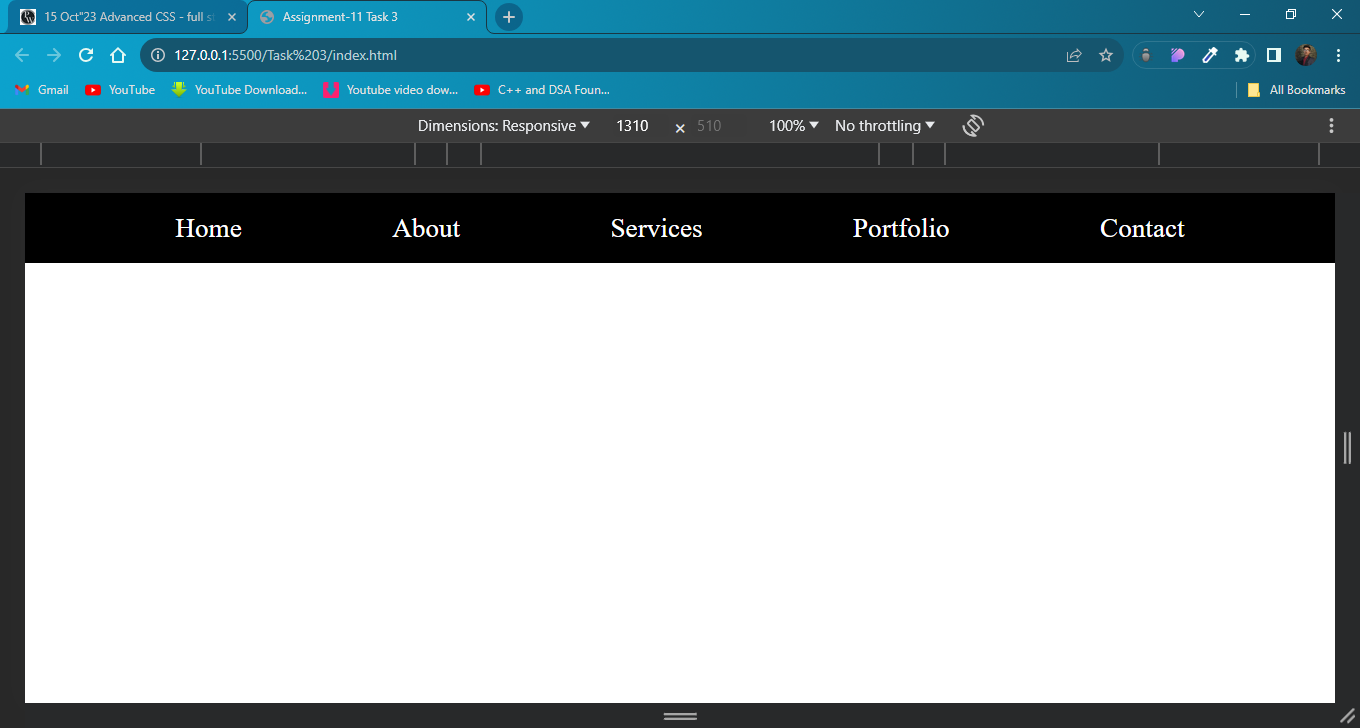 15 Oct"23 Advanced CSS - full st
Assignment-11 Task 3
127.0.0.1:5500/Task%203/index.html
Gmail
YouTube
YouTube Download...
Youtube video dow...
C++ and DSA Foun...
All Bookmarks
Dimensions: Responsive
1310
×
510
100%
No throttling
Home
About
Services
Portfolio
Contact